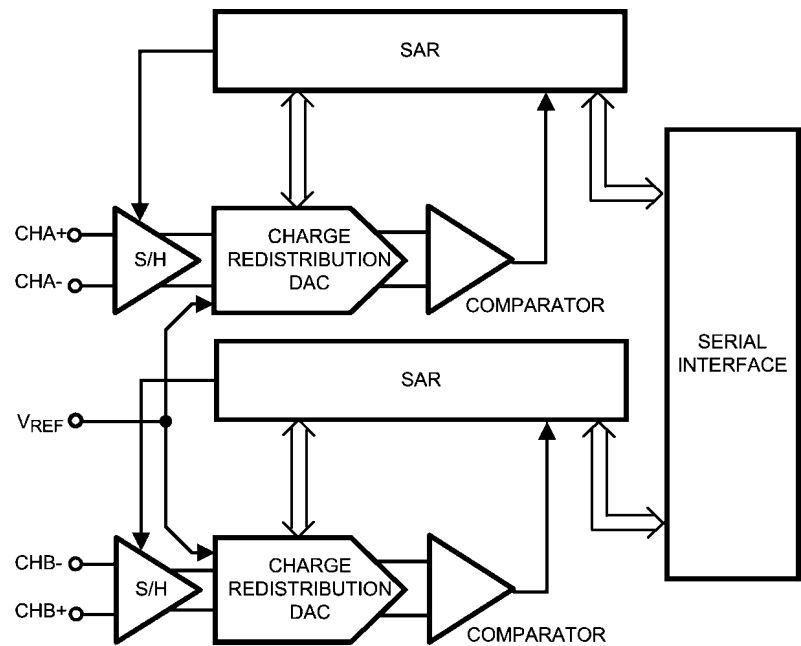 SAR
CHA+
CHA-
S/H
CHARGE
REDISTRIBUTION
DAC
COMPARATOR
SERIAL
INTERFACE
SAR
VREF
CHB-
CHB+
S/H
CHARGE
REDISTRIBUTION
DAC
COMPARATOR